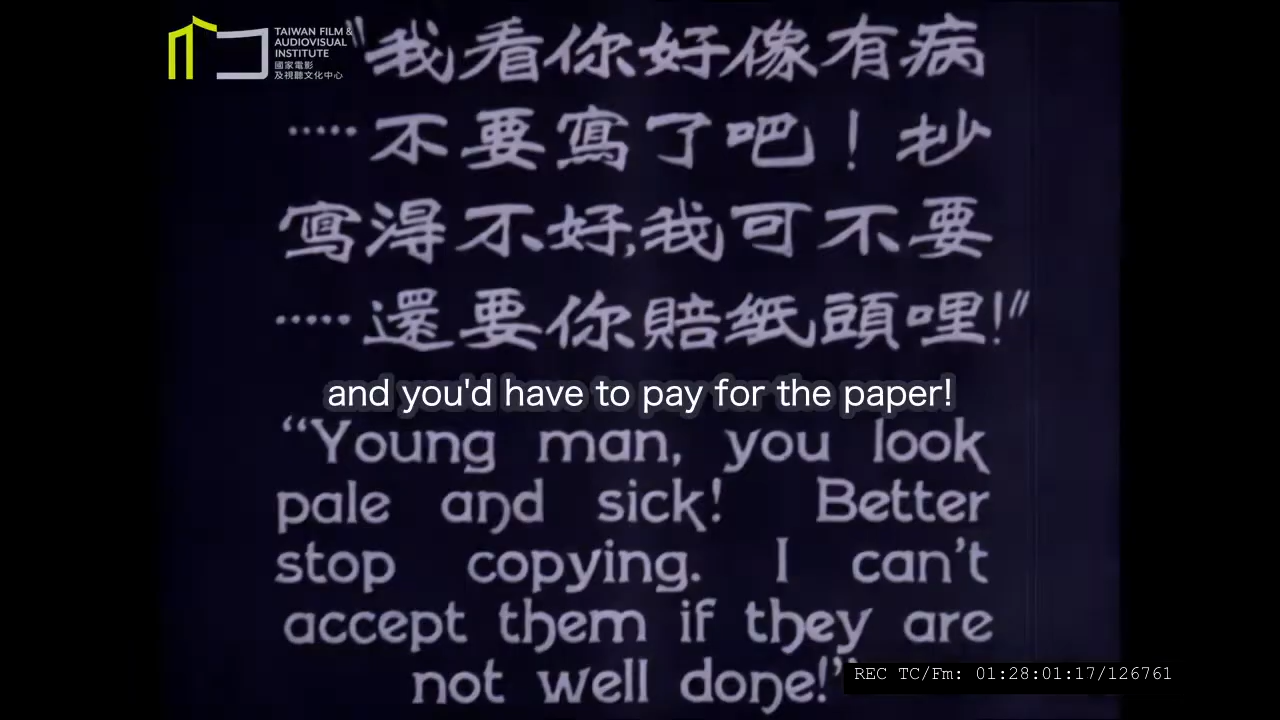 TAIWAN FILM &
AUDIOVISUAL
INSTITUTE
國家電影
及視聽文化中心
"我看你好像有病
·····不要寫了吧！抄
寫得不好,我可不要
·····還要你賠紙頭哩!"
and you'd have to pay for the paper!
“Young man, you look
pale and sick! Better
stop copying. I can't
accept them if they are
not well done!”
REC TC/Fm: 01:28:01:17/126761